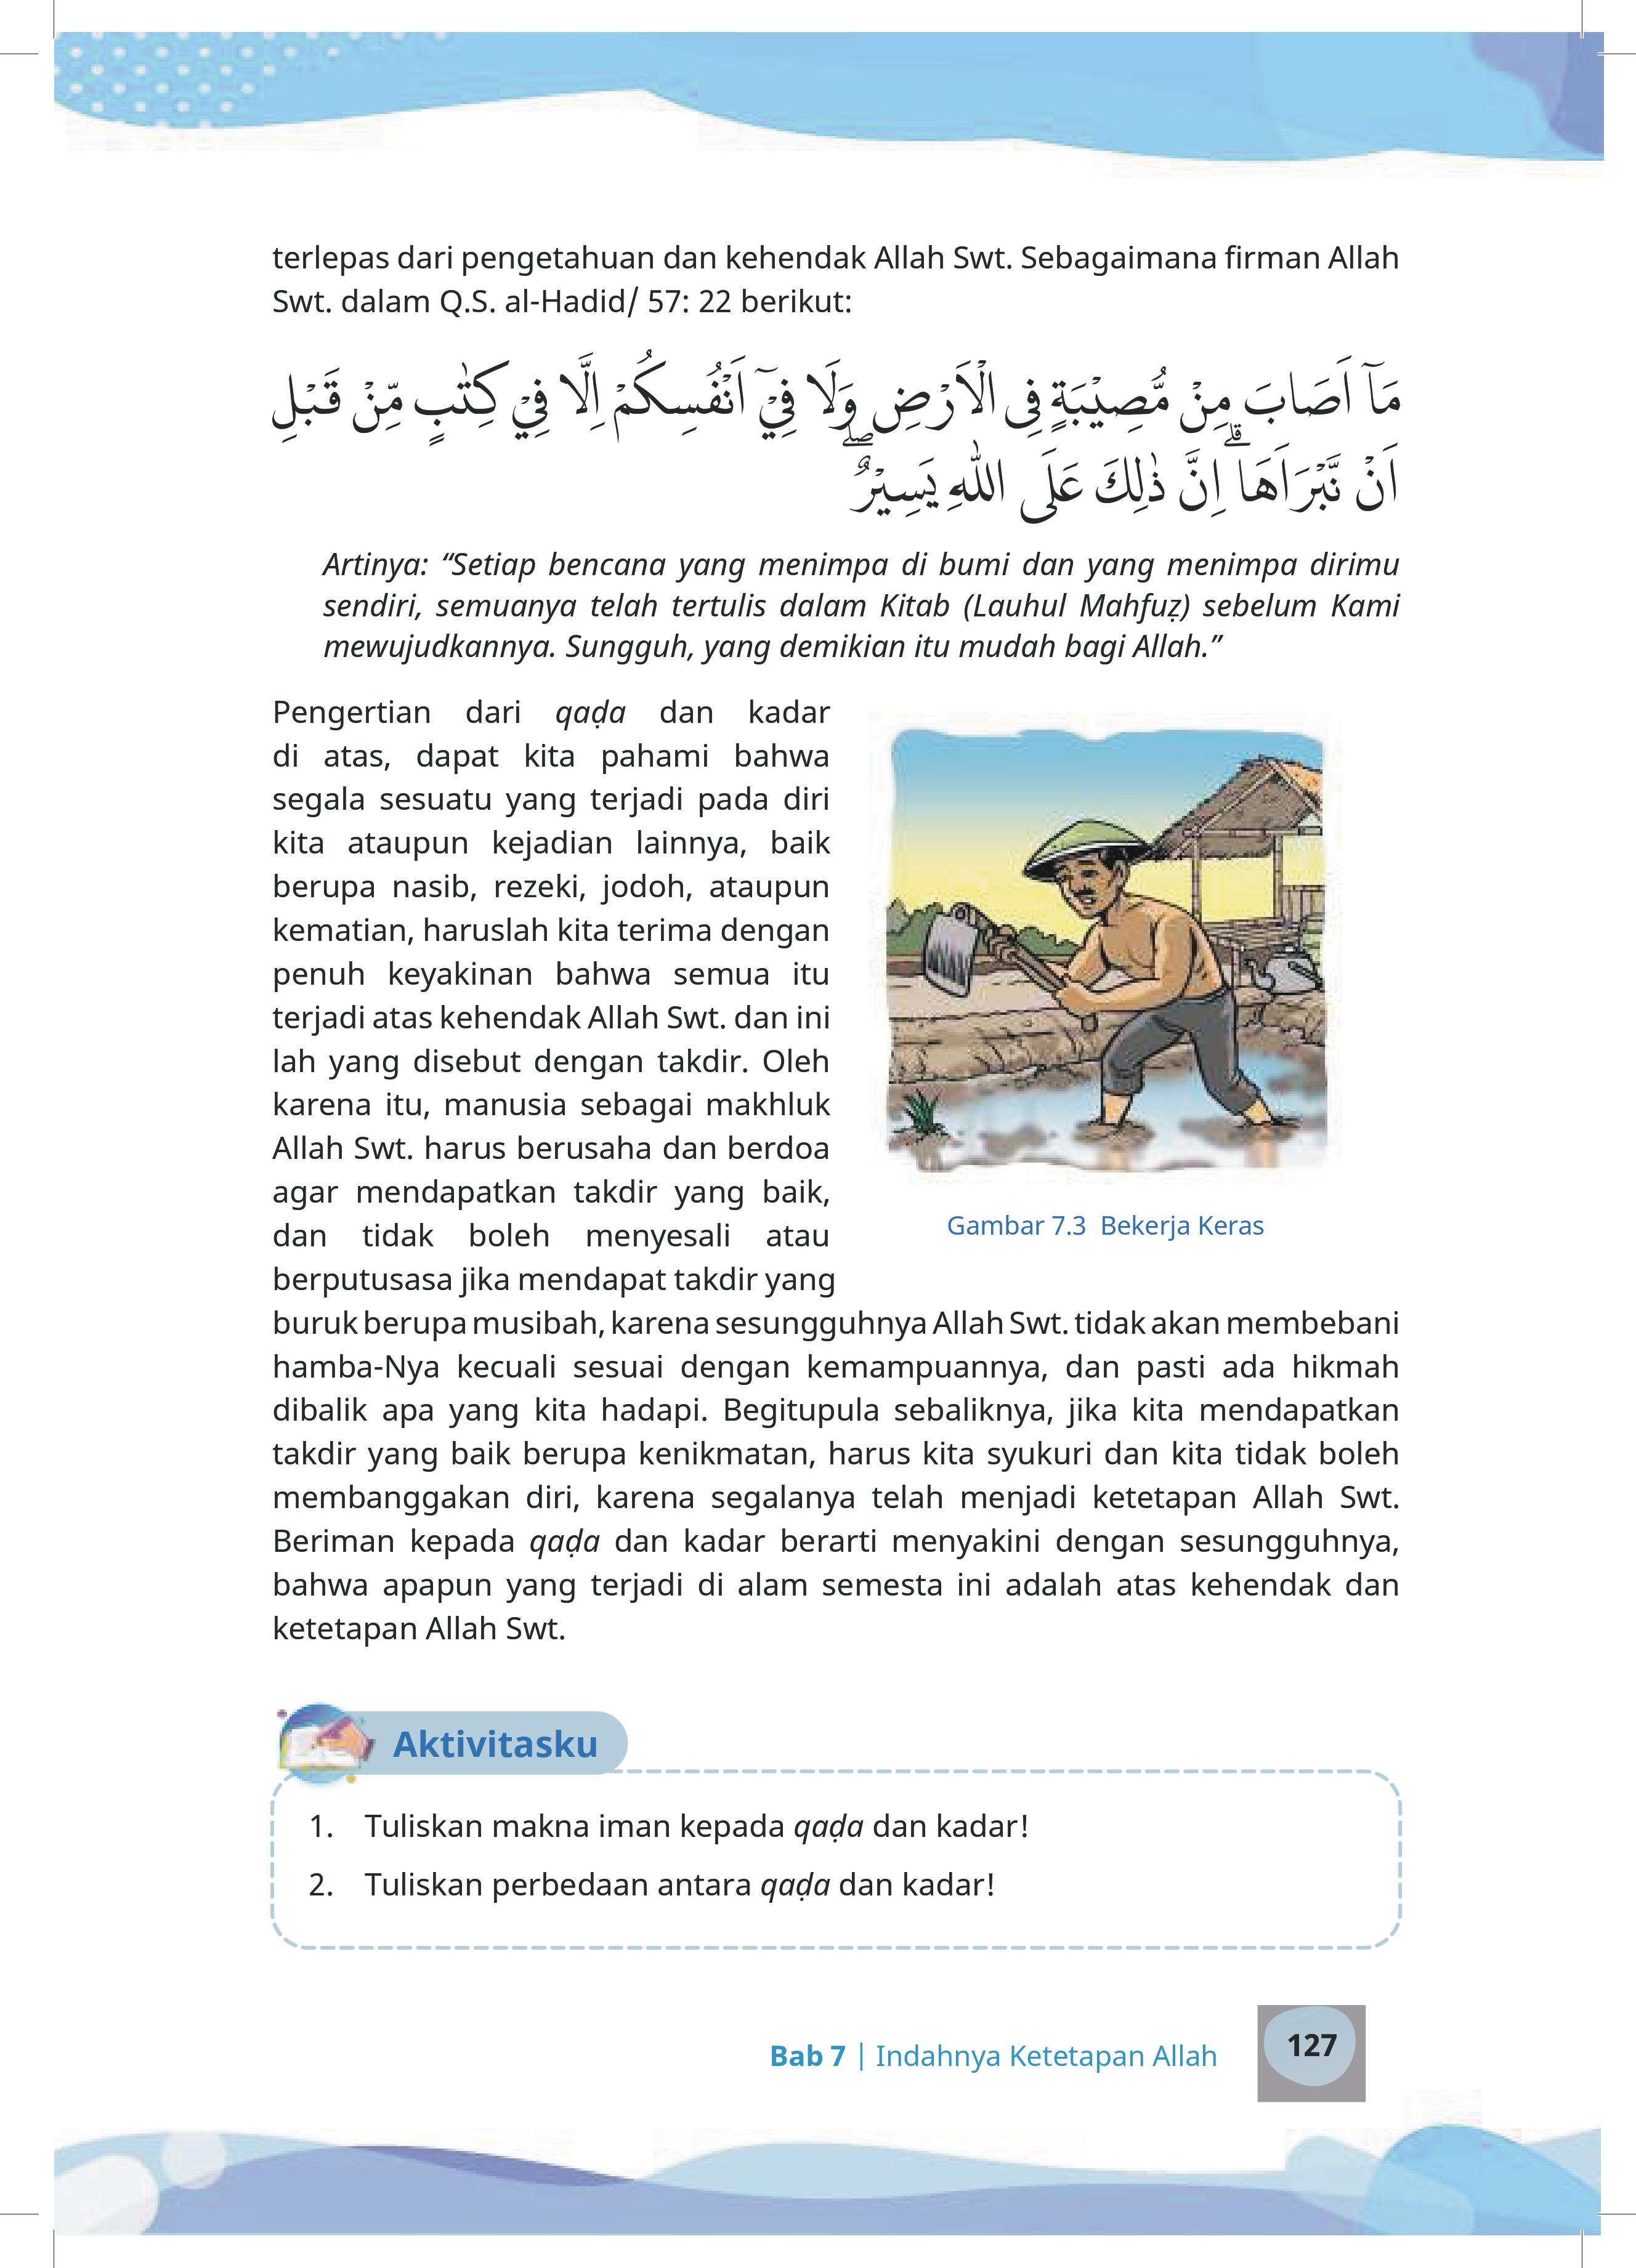 terlepas dari pengetahuan dan kehendak Allah Swt. Sebagaimana firman Allah
Swt. dalam Q.S. al-Hadid/ 57: 22 berikut:
مَآ اَصَابَ مِنْ مُّصِيْبَةٍ فِى الْاَرْضِ وَلَا فِيْٓ اَنْفُسِكُمْ اِلَّا فِيْ كِتٰبٍ مِّنْ قَبْلِ
اَنْ نَّبْرَاَهَا ۗاِنَّ ذٰلِكَ عَلَى اللّٰهِ يَسِيْرٌ ۖ
Artinya: “Setiap bencana yang menimpa di bumi dan yang menimpa dirimu
sendiri, semuanya telah tertulis dalam Kitab (Lauhul Mahfuẓ) sebelum Kami
mewujudkannya. Sungguh, yang demikian itu mudah bagi Allah.”
Pengertian dari qaḍa dan kadar
di atas, dapat kita pahami bahwa
segala sesuatu yang terjadi pada diri
kita ataupun kejadian lainnya, baik
berupa nasib, rezeki, jodoh, ataupun
kematian, haruslah kita terima dengan
penuh keyakinan bahwa semua itu
terjadi atas kehendak Allah Swt. dan ini
lah yang disebut dengan takdir. Oleh
karena itu, manusia sebagai makhluk
Allah Swt. harus berusaha dan berdoa
agar mendapatkan takdir yang baik,
dan tidak boleh menyesali atau
berputusasa jika mendapat takdir yang
buruk berupa musibah, karena sesungguhnya Allah Swt. tidak akan membebani
hamba-Nya kecuali sesuai dengan kemampuannya, dan pasti ada hikmah
dibalik apa yang kita hadapi. Begitupula sebaliknya, jika kita mendapatkan
takdir yang baik berupa kenikmatan, harus kita syukuri dan kita tidak boleh
membanggakan diri, karena segalanya telah menjadi ketetapan Allah Swt.
Beriman kepada qaḍa dan kadar berarti menyakini dengan sesungguhnya,
bahwa apapun yang terjadi di alam semesta ini adalah atas kehendak dan
ketetapan Allah Swt.
Gambar 7.3 Bekerja Keras
Aktivitasku
1. Tuliskan makna iman kepada qaḍa dan kadar!
2. Tuliskan perbedaan antara qaḍa dan kadar!
Bab 7 | Indahnya Ketetapan Allah
127